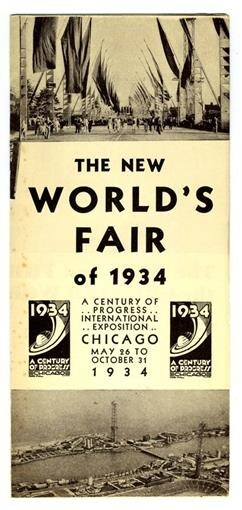 THE NEW
WORLD'S
FAIR
of 1934
A CENTURY OF
.. PROGRESS ..
INTERNATIONAL
.. EXPOSITION ..
CHICAGO
MAY 26 TO
OCTOBER 31
1934
1934
A CENTURY
OF PROGRESS
1934
A CENTURY
OF PROGRESS